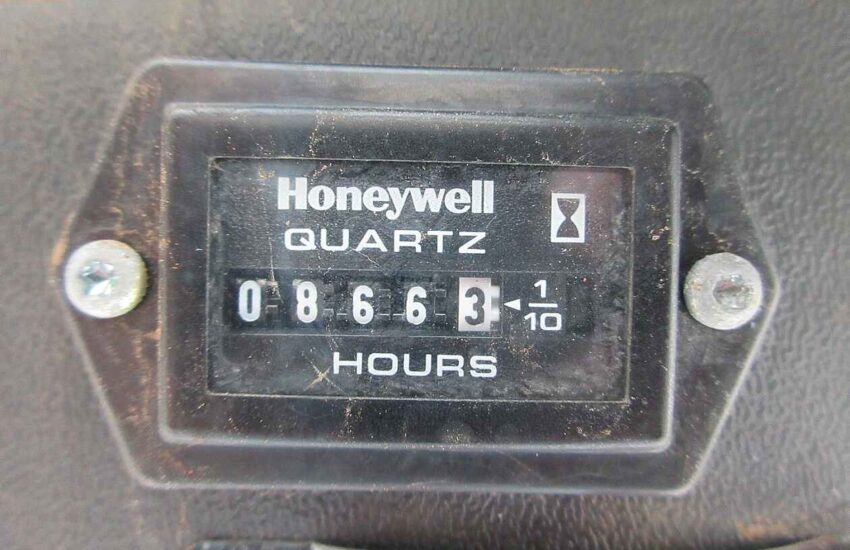 Honeywell
QUARTZ
0 8 6 6 3 ◄ 1/10
HOURS